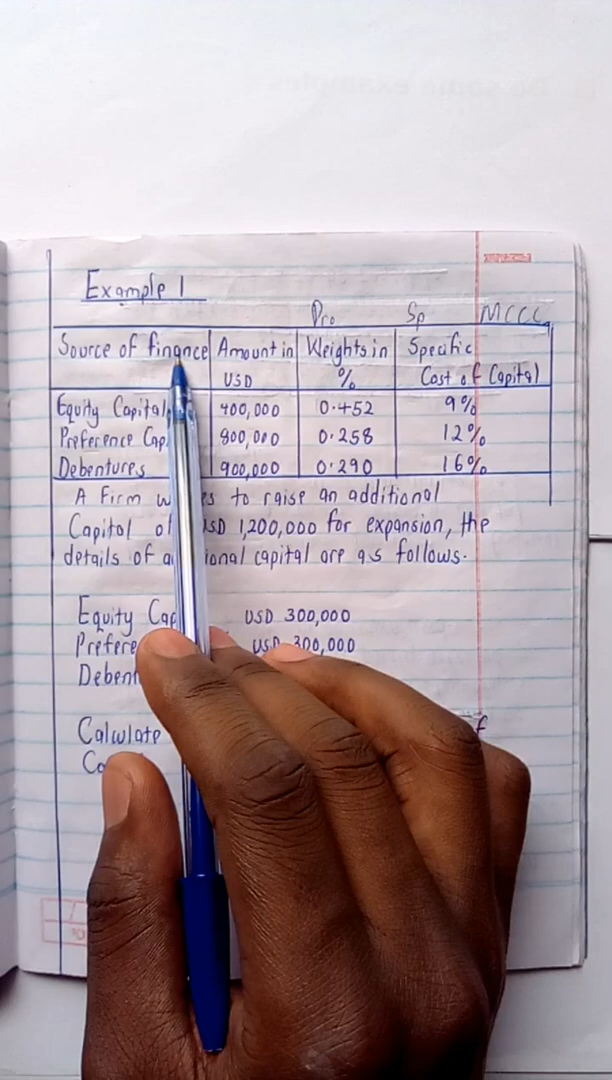 Example 1
Pro Sp MCCC
Source of finance Amount in Weights in Specific
USD % Cost of Capital
Equity Capital 400,000 0.452 9%
Preference Cap. 800,000 0.258 12%
Debentures 900,000 0.290 16%
A Firm to raise an additional
Capital USD 1,200,000 for expansion, the
details of capital are as follows.
Equity Cap USD 300,000
Prefere USD 300,000
Deben
Calculate f
Co